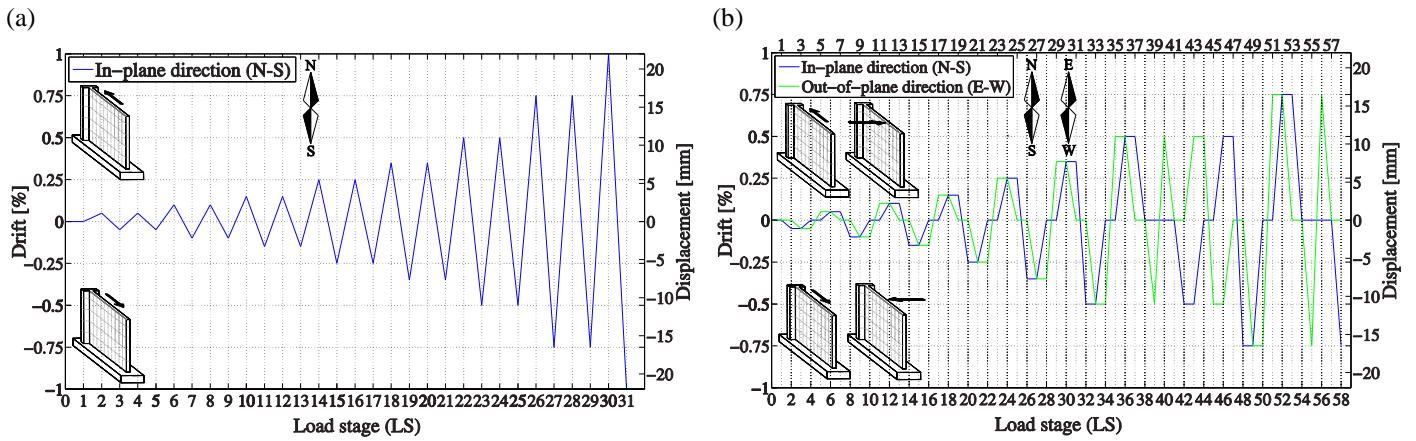 (a)
In−plane direction (N-S)
N
S
1
0.75
0.5
0.25
0
−0.25
−0.5
−0.75
−1
Drift [%]
20
15
10
5
0
−5
−10
−15
−20
Displacement [mm]
0 1 2 3 4 5 6 7 8 9 10 11 12 13 14 15 16 17 18 19 20 21 22 23 24 25 26 27 28 29 30 31
Load stage (LS)
(b)
1 3 5 7 9 11 13 15 17 19 21 23 25 27 29 31 33 35 37 39 41 43 45 47 49 51 53 55 57
In−plane direction (N-S)
Out−of−plane direction (E-W)
N E
S W
1
0.75
0.5
0.25
0
−0.25
−0.5
−0.75
−1
Drift [%]
20
15
10
5
0
−5
−10
−15
−20
Displacement [mm]
0 2 4 6 8 10 12 14 16 18 20 22 24 26 28 30 32 34 36 38 40 42 44 46 48 50 52 54 56 58
Load stage (LS)